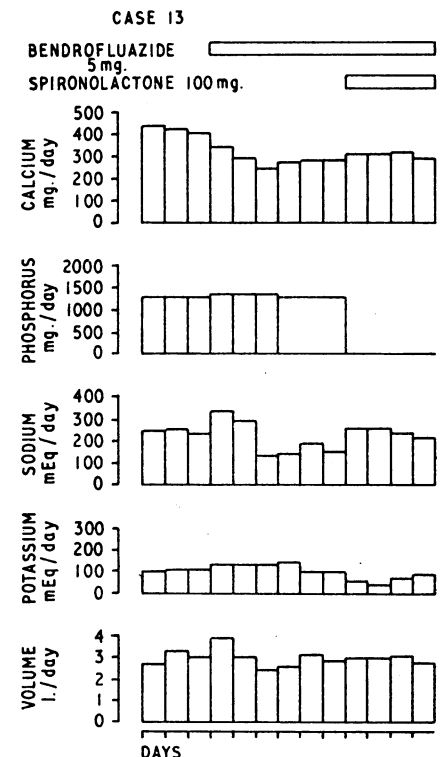 CASE 13
BENDROFLUAZIDE
5 mg.
SPIRONOLACTONE 100 mg.
CALCIUM
mg./day
500
400
300
200
100
0
PHOSPHORUS
mg./day
2000
1500
1000
500
0
SODIUM
mEq/day
400
300
200
100
0
POTASSIUM
mEq/day
300
200
100
0
VOLUME
l./day
4
3
2
1
0
DAYS